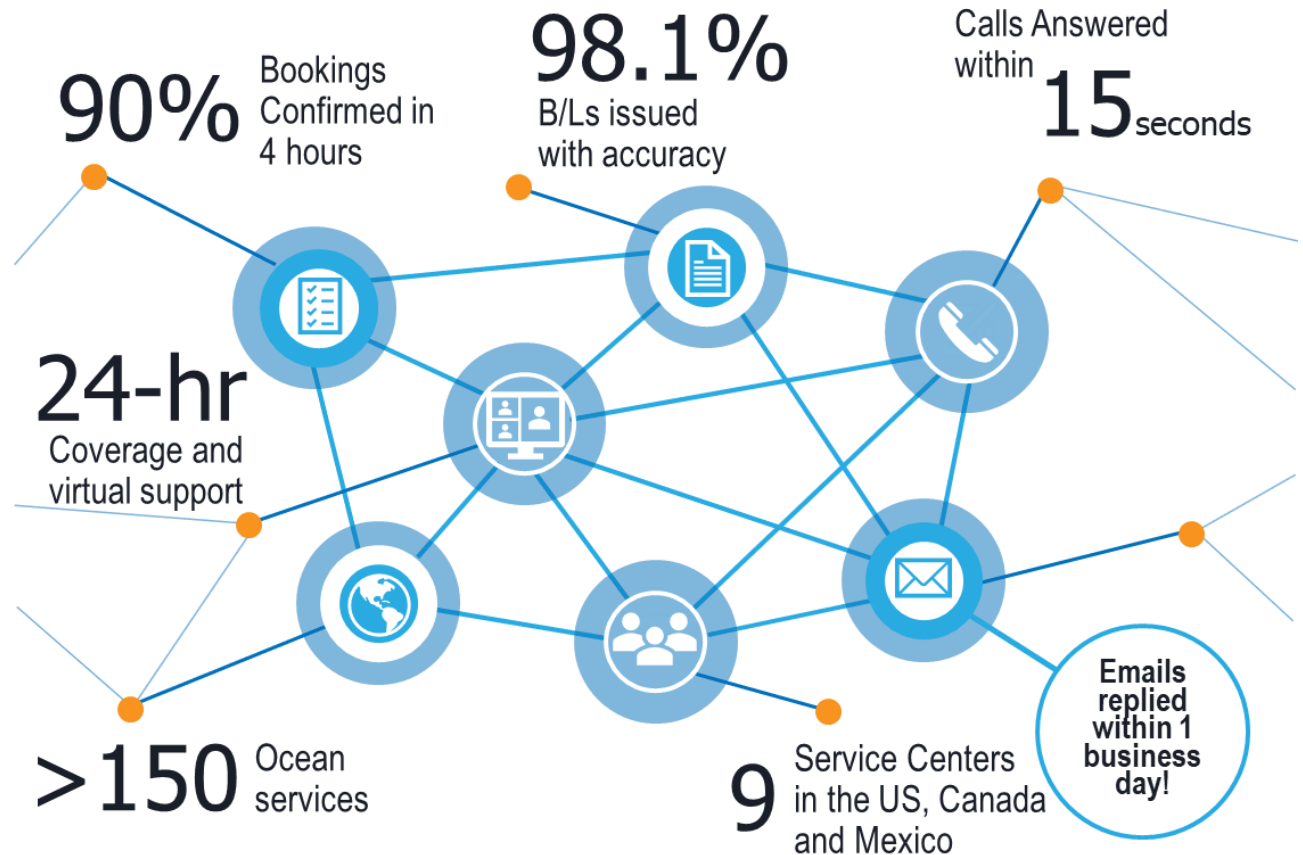 90%
Bookings
Confirmed in
4 hours
98.1%
B/Ls issued
with accuracy
Calls Answered
within
15 seconds
24-hr
Coverage and
virtual support
>150
Ocean
services
9
Service Centers
in the US, Canada
and Mexico
Emails
replied
within 1
business
day!